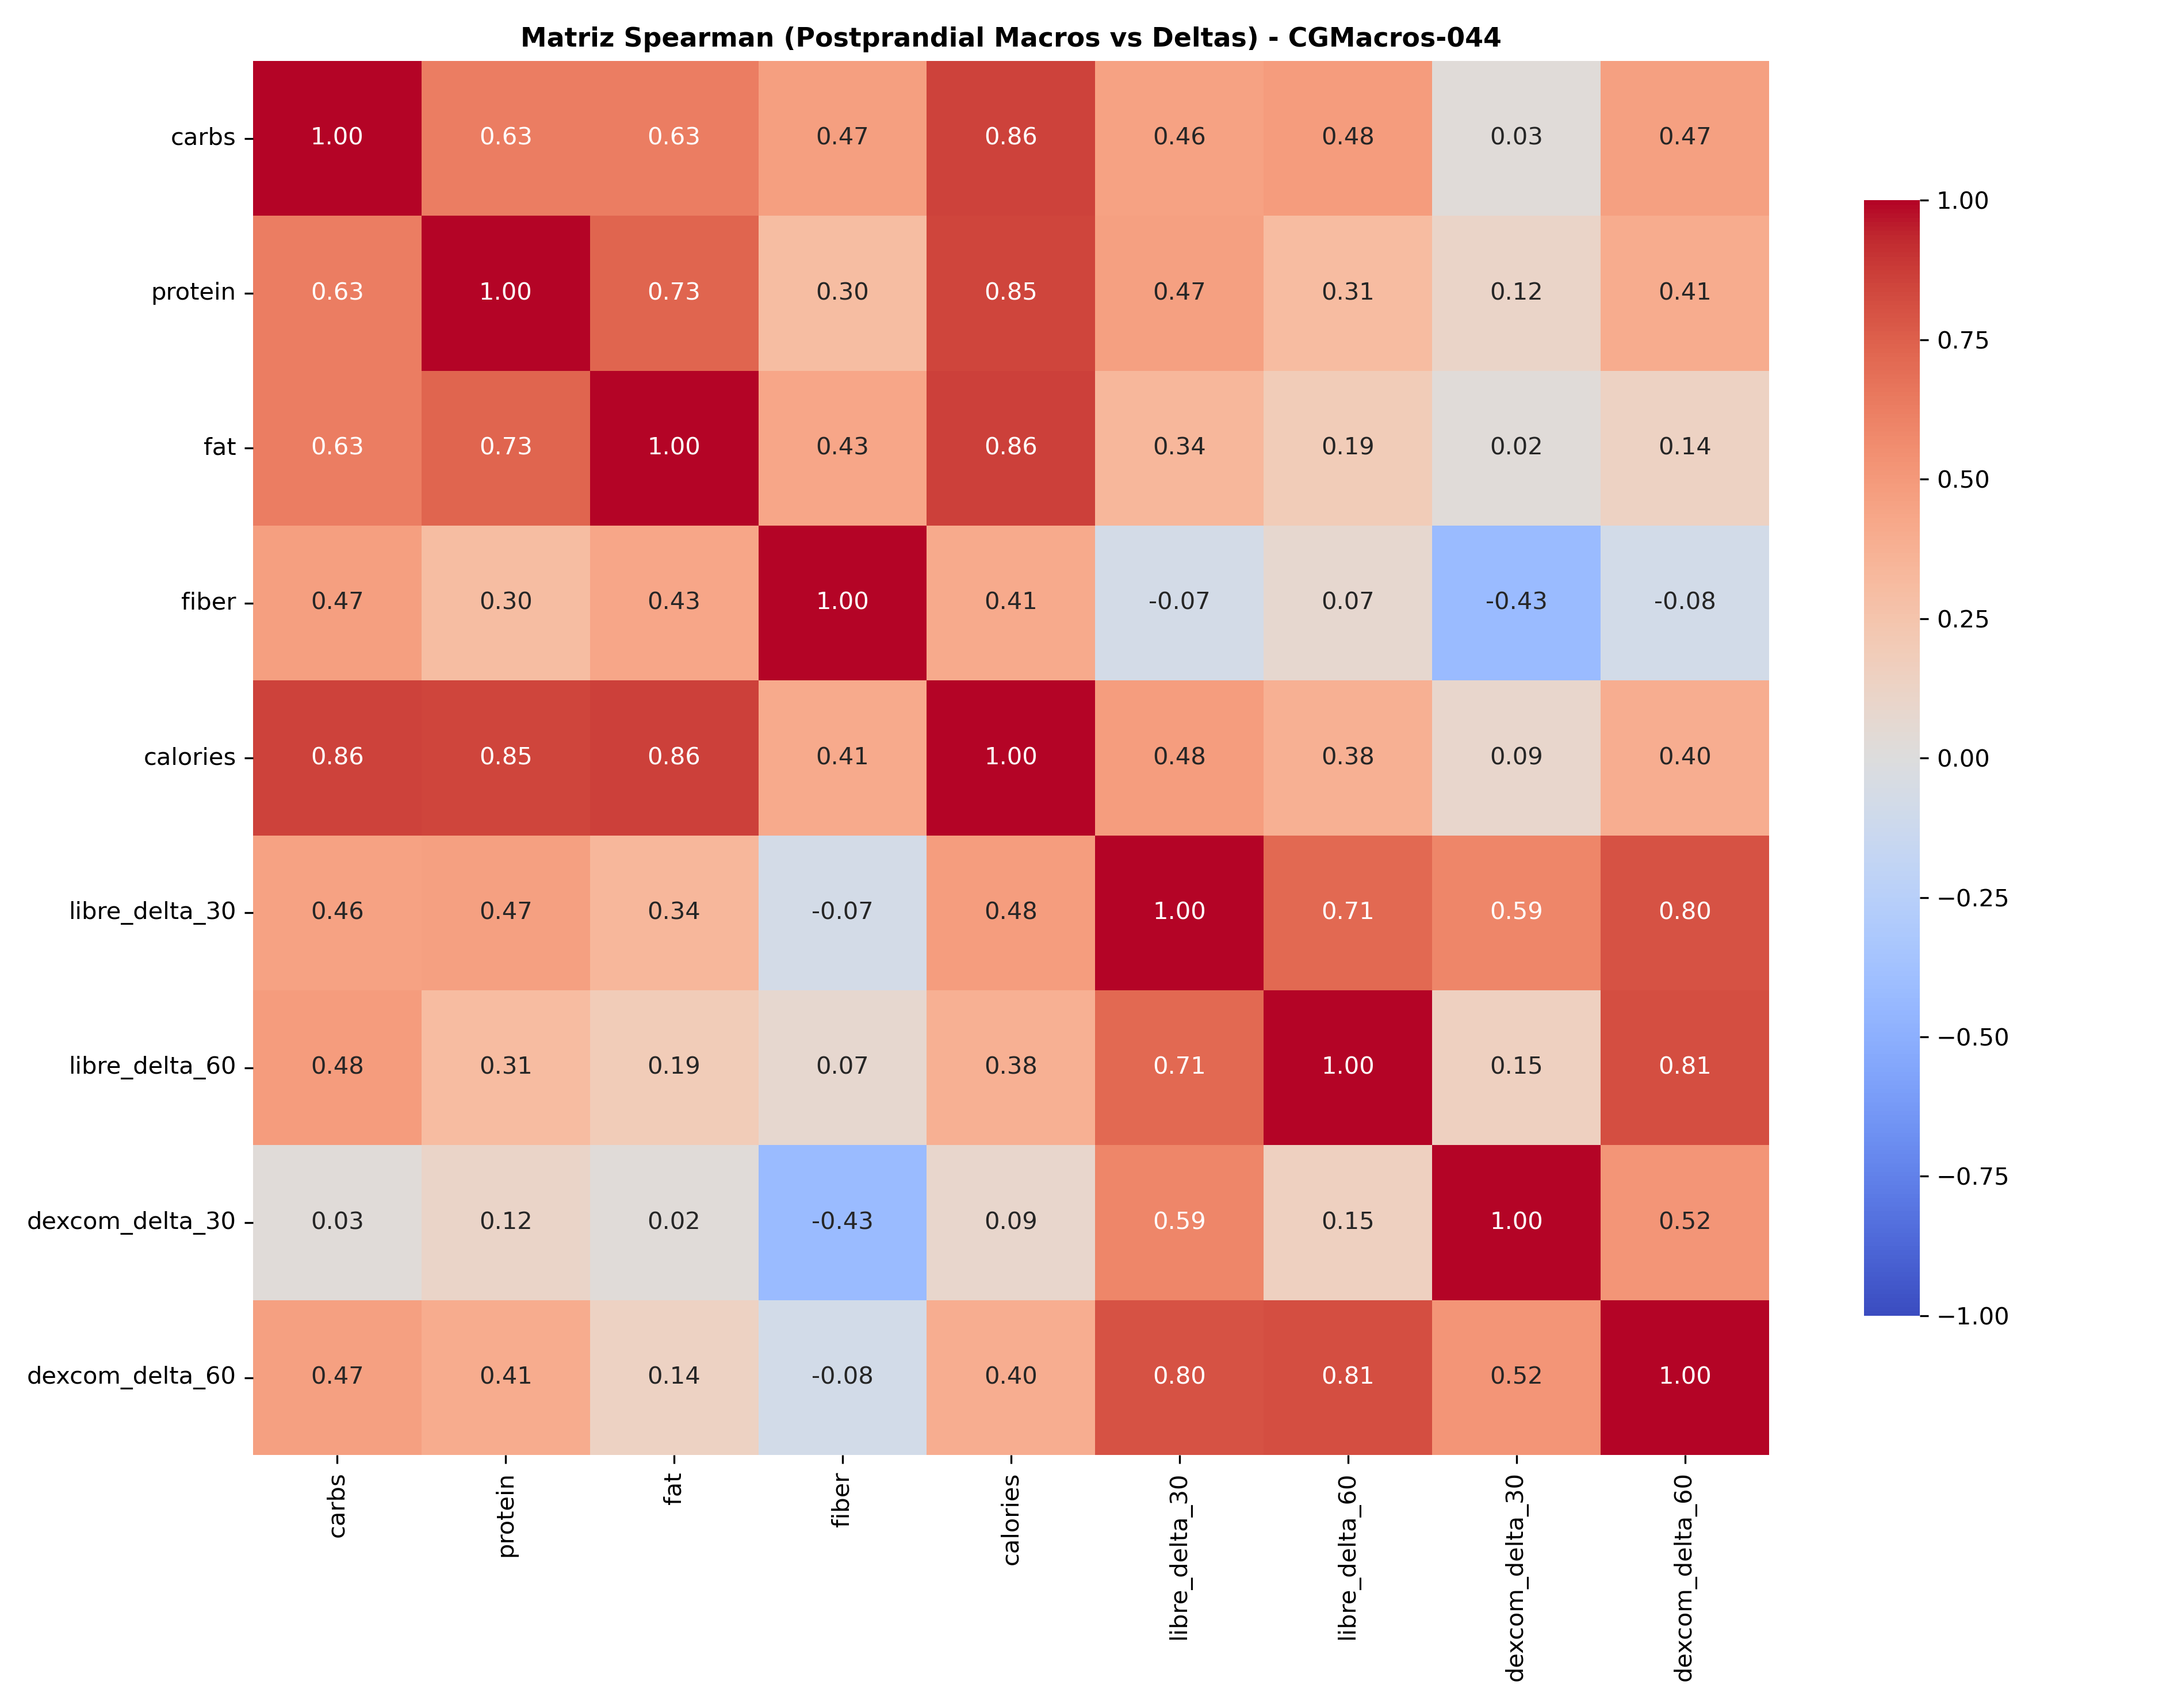 Matriz Spearman (Postprandial Macros vs Deltas) - CGMacros-044
carbs 1.00 0.63 0.63 0.47 0.86 0.46 0.48 0.03 0.47
protein 0.63 1.00 0.73 0.30 0.85 0.47 0.31 0.12 0.41
fat 0.63 0.73 1.00 0.43 0.86 0.34 0.19 0.02 0.14
fiber 0.47 0.30 0.43 1.00 0.41 -0.07 0.07 -0.43 -0.08
calories 0.86 0.85 0.86 0.41 1.00 0.48 0.38 0.09 0.40
libre_delta_30 0.46 0.47 0.34 -0.07 0.48 1.00 0.71 0.59 0.80
libre_delta_60 0.48 0.31 0.19 0.07 0.38 0.71 1.00 0.15 0.81
dexcom_delta_30 0.03 0.12 0.02 -0.43 0.09 0.59 0.15 1.00 0.52
dexcom_delta_60 0.47 0.41 0.14 -0.08 0.40 0.80 0.81 0.52 1.00
carbs protein fat fiber calories libre_delta_30 libre_delta_60 dexcom_delta_30 dexcom_delta_60
1.00
0.75
0.50
0.25
0.00
−0.25
−0.50
−0.75
−1.00